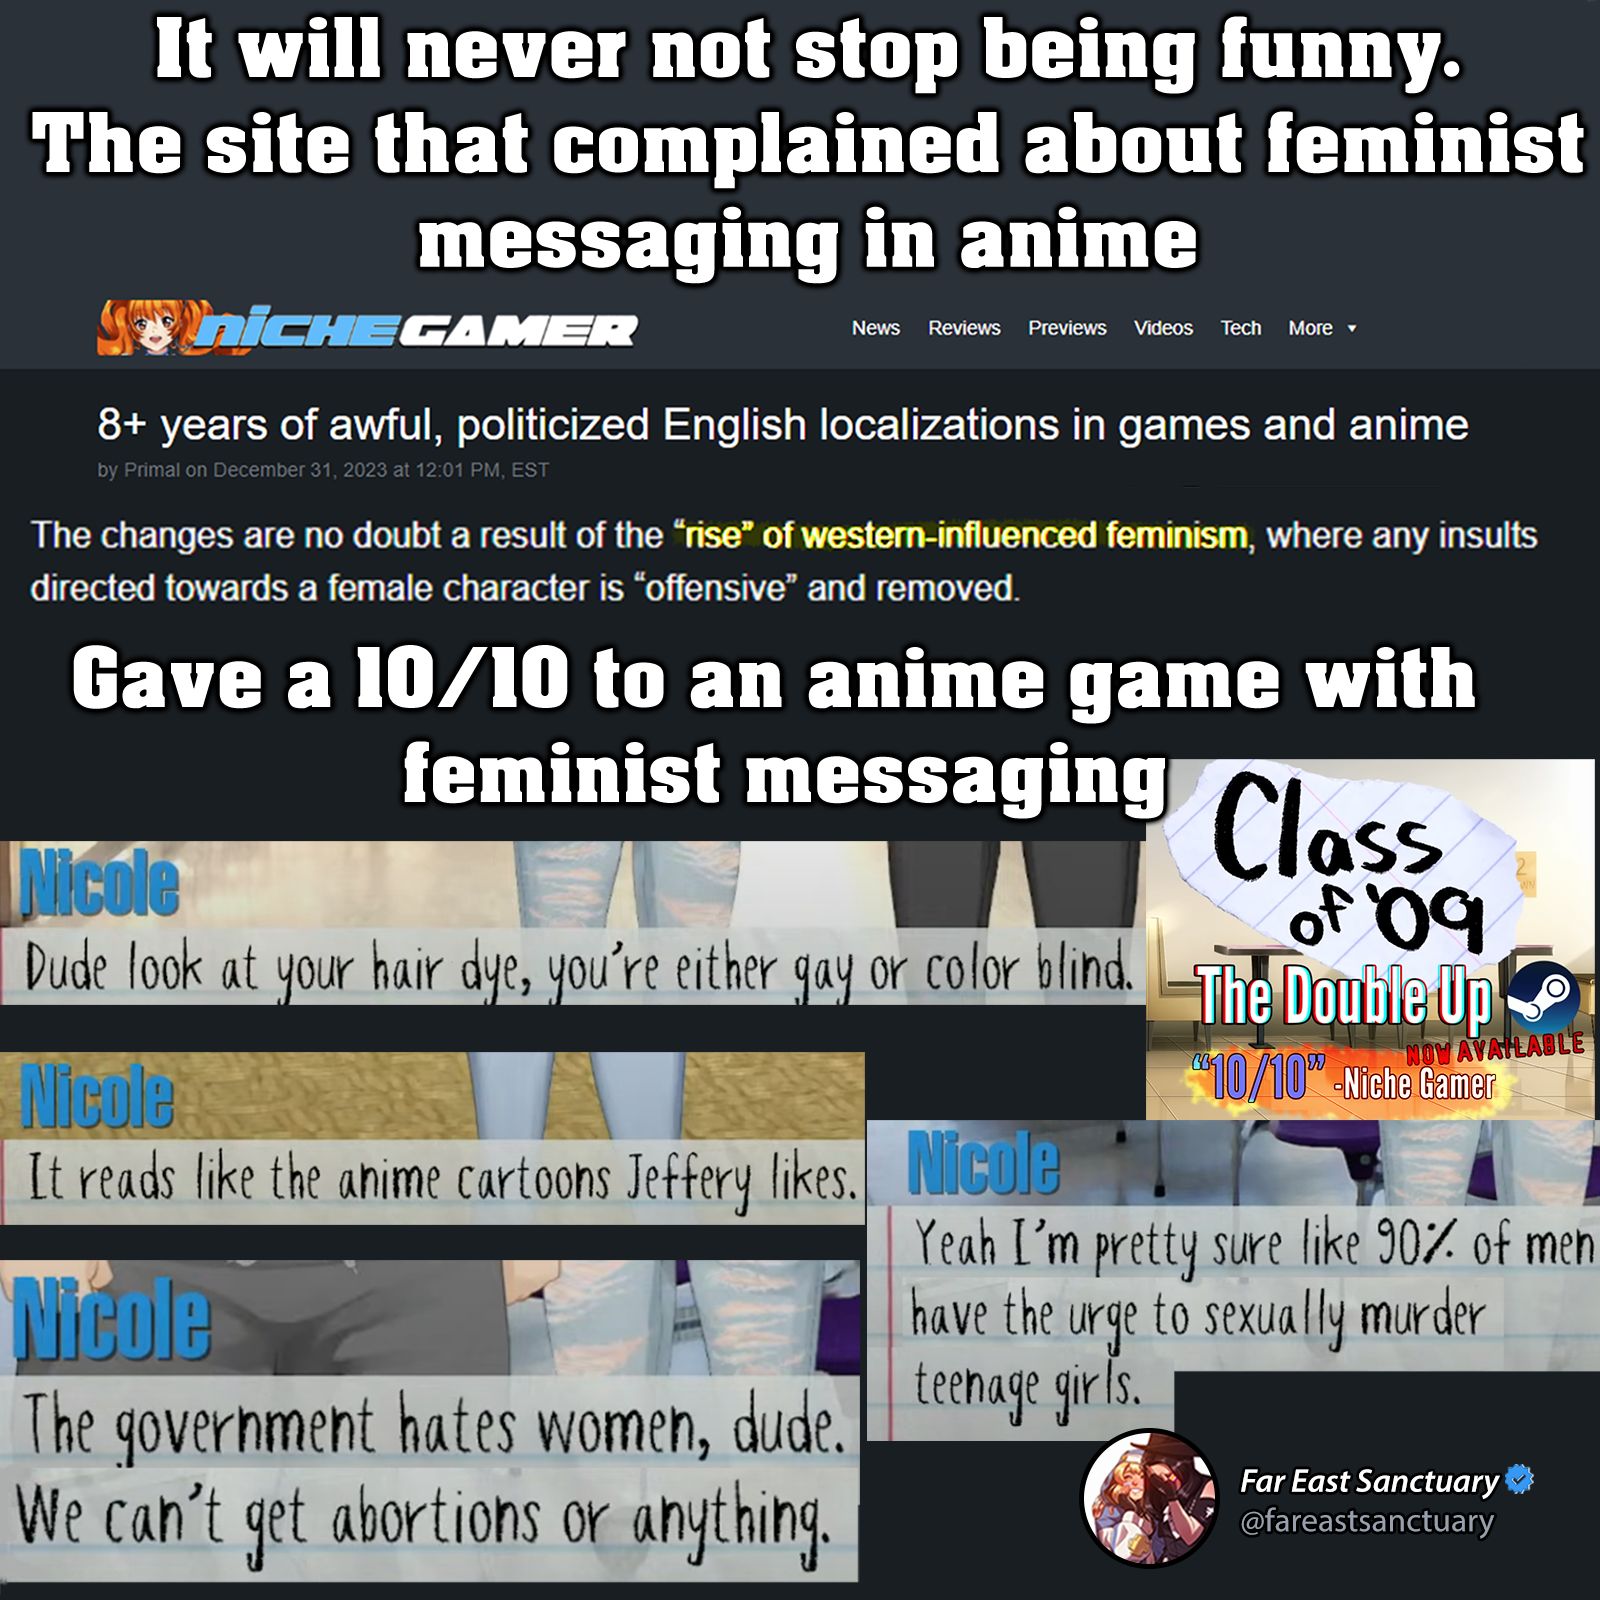 It will never not stop being funny.
The site that complained about feminist
messaging in anime
NICHEGAMER
News Reviews Previews Videos Tech More
8+ years of awful, politicized English localizations in games and anime
by Primal on December 31, 2023 at 12:01 PM, EST
The changes are no doubt a result of the “rise” of western-influenced feminism, where any insults
directed towards a female character is “offensive” and removed.
Gave a 10/10 to an anime game with
feminist messaging
Class
of '09
The Double Up
NOW AVAILABLE
“10/10” -Niche Gamer
Nicole
Dude look at your hair dye, you're either gay or color blind.
Nicole
It reads like the anime cartoons Jeffery likes.
Nicole
Yeah I'm pretty sure like 90% of men
have the urge to sexually murder
teenage girls.
Nicole
The government hates women, dude.
We can't get abortions or anything.
Far East Sanctuary
@fareastsanctuary